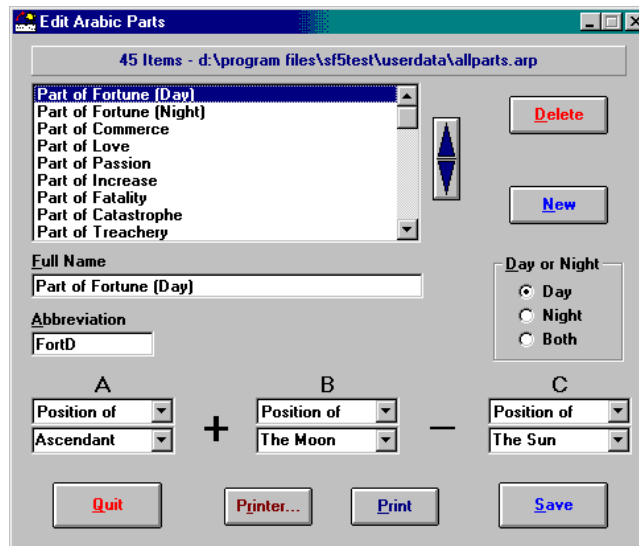 Edit Arabic Parts
45 Items - d:\program files\sf5test\userdata\allparts.arp
Part of Fortune (Day)
Part of Fortune (Night)
Part of Commerce
Part of Love
Part of Passion
Part of Increase
Part of Fatality
Part of Catastrophe
Part of Treachery
Delete
New
Full Name
Part of Fortune (Day)
Day or Night
Day
Night
Both
Abbreviation
FortD
A B C
Position of + Position of − Position of
Ascendant The Moon The Sun
Quit Printer... Print Save